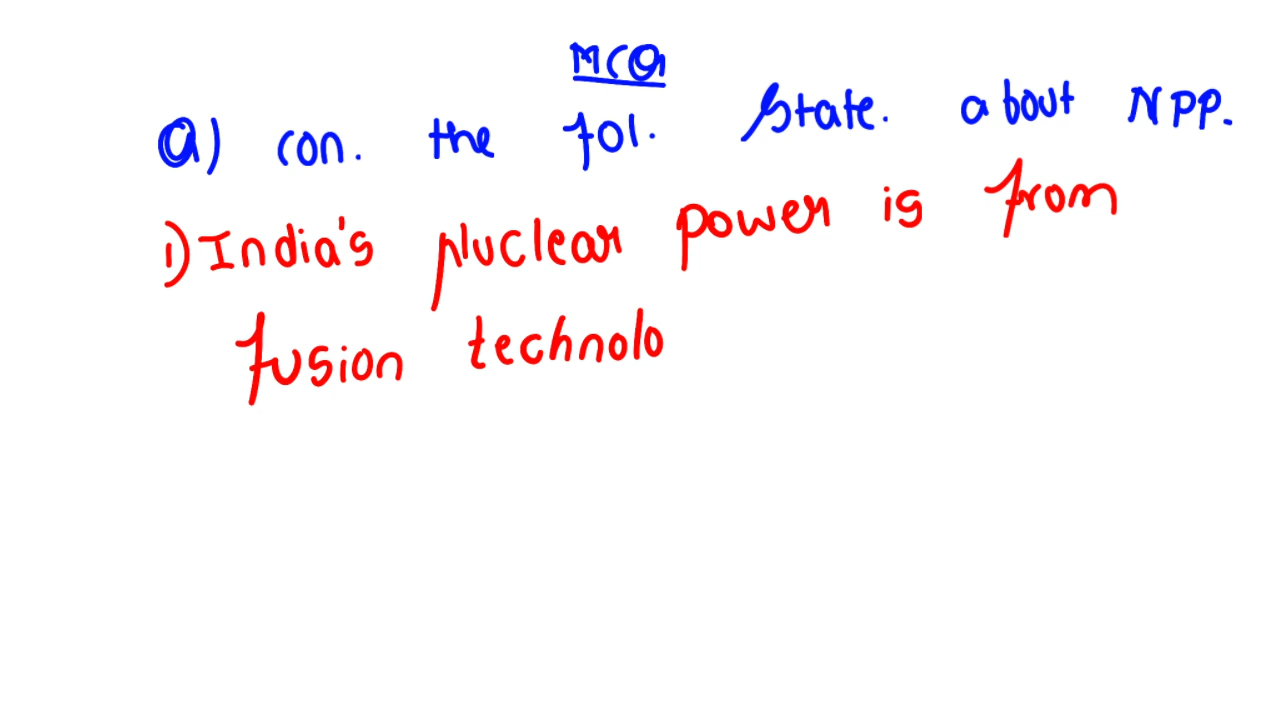 MCQ
Q) con. the fol. state. about NPP.
1) India's Nuclear power is from
fusion technolo